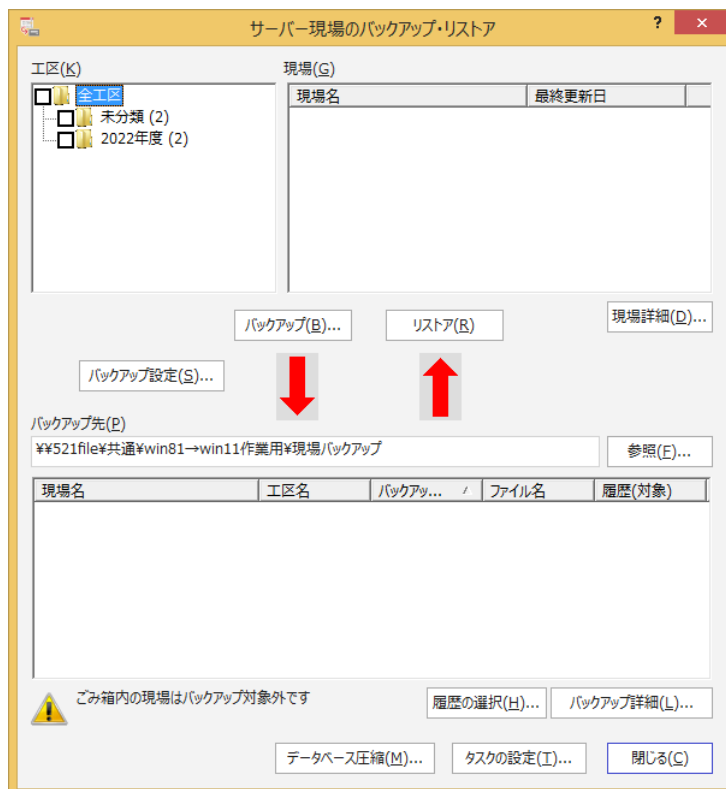 サーバー現場のバックアップ・リストア ? ×
工区(K) 現場(G)
全工区 現場名 最終更新日
未分類 (2)
2022年度 (2)
バックアップ(B)... リストア(R) 現場詳細(D)...
バックアップ設定(S)...
バックアップ先(P)
¥¥521file¥共通¥win81→win11作業用¥現場バックアップ 参照(F)...
現場名 工区名 バックアッ... ファイル名 履歴(対象)
ごみ箱内の現場はバックアップ対象外です
履歴の選択(H)... バックアップ詳細(L)...
データベース圧縮(M)... タスクの設定(T)... 閉じる(C)